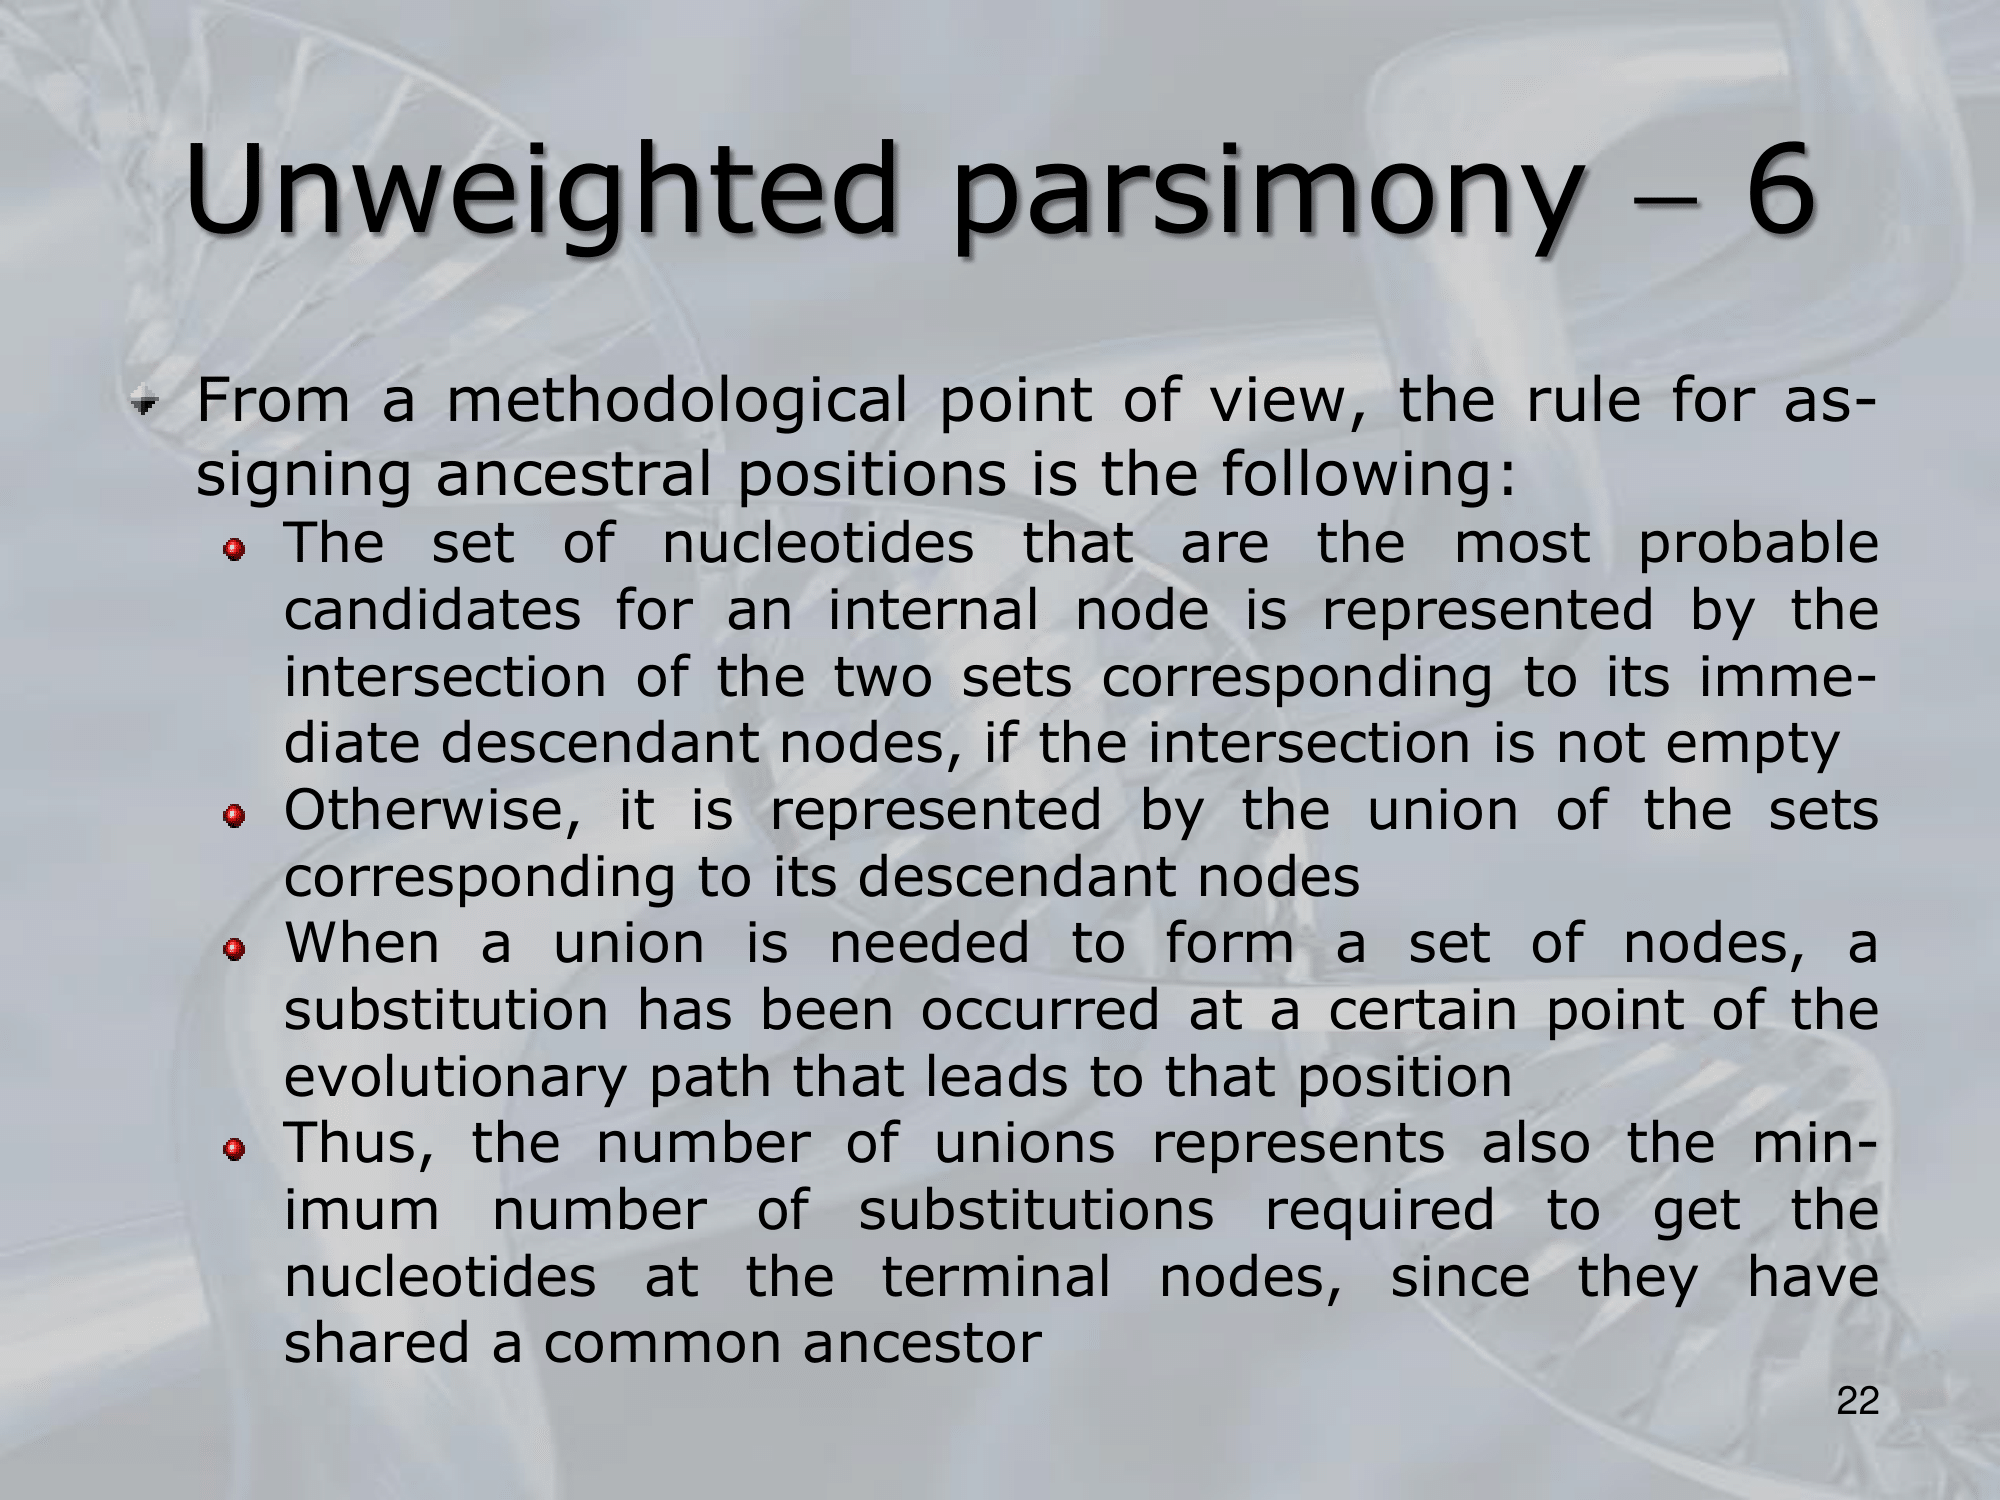 Unweighted parsimony – 6
From a methodological point of view, the rule for as-
signing ancestral positions is the following:
The set of nucleotides that are the most probable
candidates for an internal node is represented by the
intersection of the two sets corresponding to its imme-
diate descendant nodes, if the intersection is not empty
Otherwise, it is represented by the union of the sets
corresponding to its descendant nodes
When a union is needed to form a set of nodes, a
substitution has been occurred at a certain point of the
evolutionary path that leads to that position
Thus, the number of unions represents also the min-
imum number of substitutions required to get the
nucleotides at the terminal nodes, since they have
shared a common ancestor
22